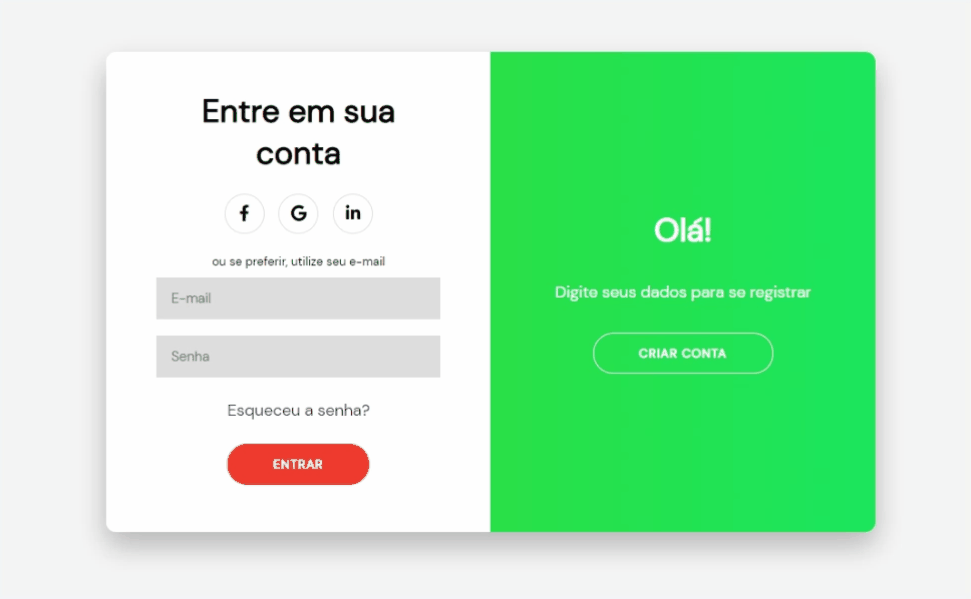 Entre em sua
conta
f G in
ou se preferir, utilize seu e-mail
E-mail
Senha
Esqueceu a senha?
ENTRAR
Olá!
Digite seus dados para se registrar
CRIAR CONTA